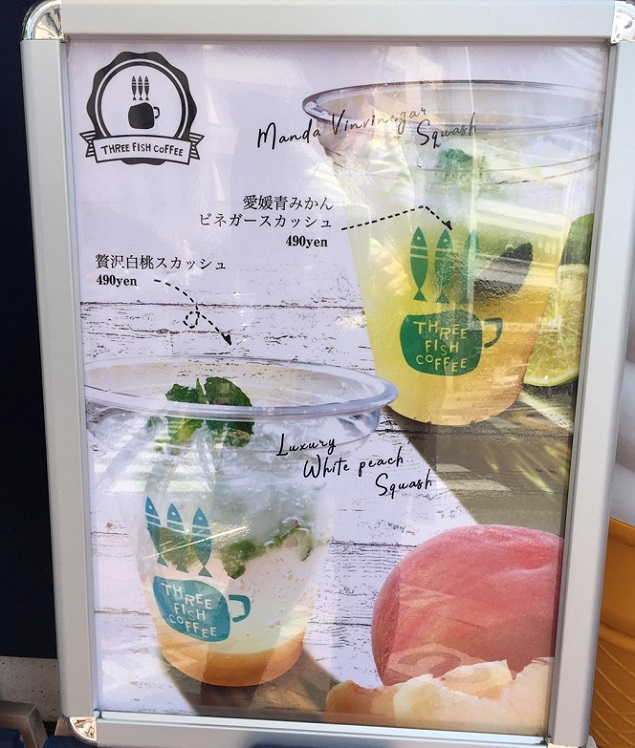 THREE FISH COFFEE
Manda Vinrinegar
Squash
愛媛青みかん
ビネガースカッシュ
490yen
贅沢白桃スカッシュ
490yen
THREE
FISH
COFFEE
Luxury
White peach
Squash
THREE
FISH
COFFEE